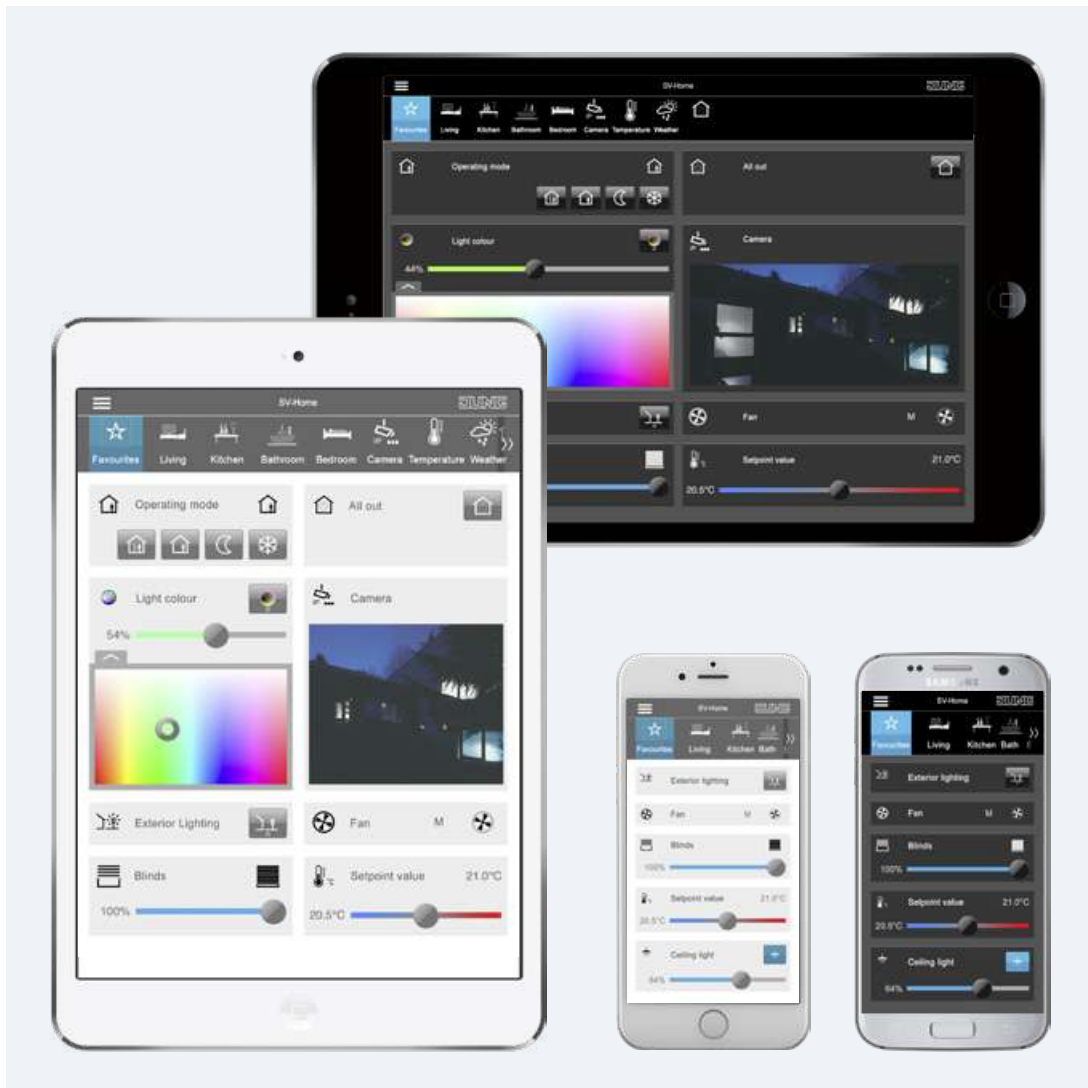 SV-Home
JUNG
Favourites Living Kitchen Bathroom Bedroom Camera Temperature Weather
Operating mode
All out
Light colour
44%
Camera
Fan M
Setpoint value 21.0°C
20.5°C
SV-Home
JUNG
Favourites Living Kitchen Bathroom Bedroom Camera Temperature Weather
Operating mode
All out
Light colour
54%
Camera
Exterior Lighting
Fan M
Blinds
100%
Setpoint value 21.0°C
20.5°C
SV-Home
JUNG
Favourites Living Kitchen Bath
Exterior lighting
Fan M
Blinds
100%
Setpoint value 21.0°C
20.5°C
Ceiling light
64%
SAMSUNG
SV-Home
JUNG
Favourites Living Kitchen Bath
Exterior lighting
Fan M
Blinds
100%
Setpoint value 21.0°C
20.5°C
Ceiling light
64%